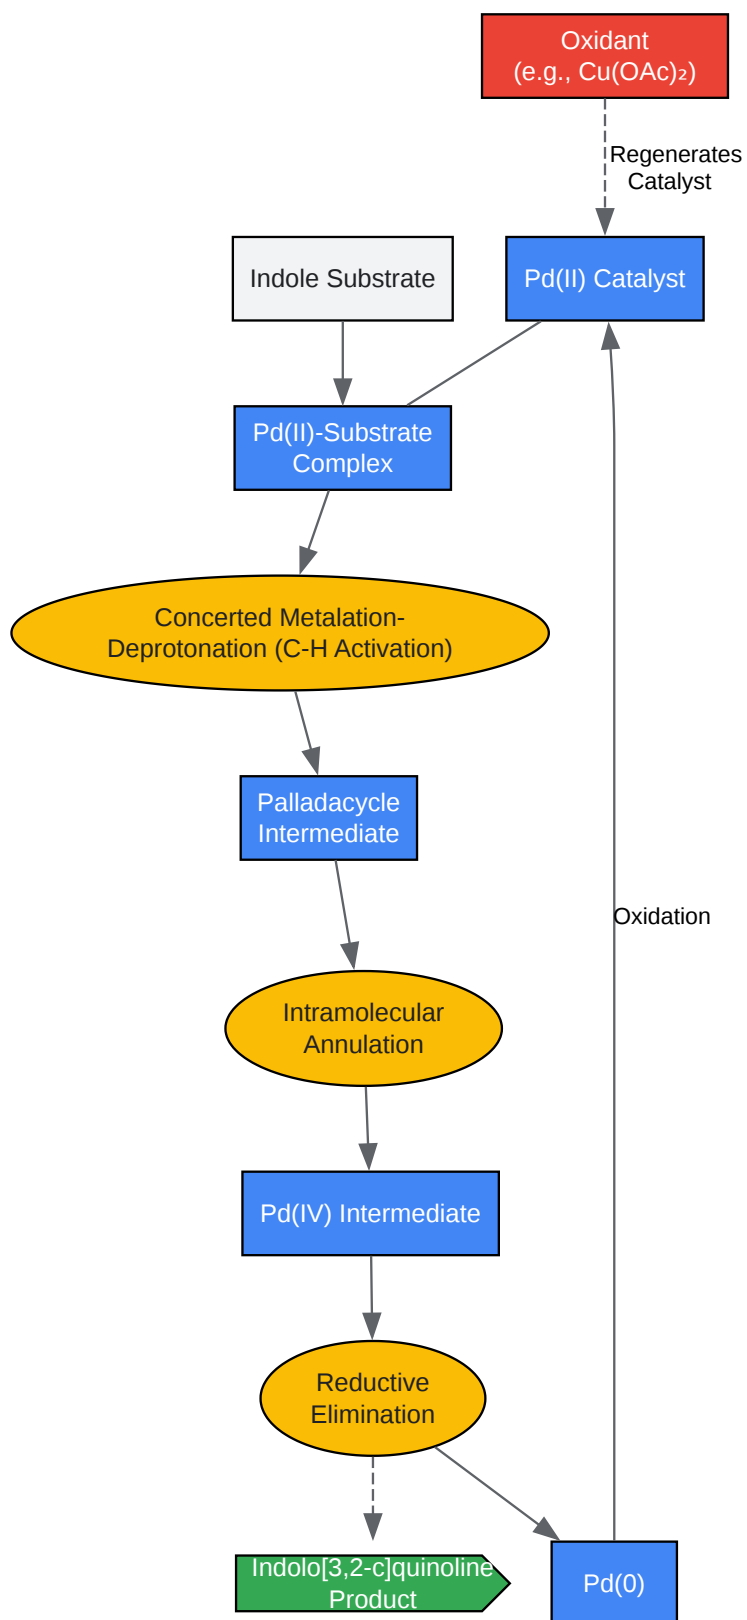 Oxidant
(e.g., Cu(OAc)₂)
Regenerates
Catalyst
Indole Substrate
Pd(II) Catalyst
Pd(II)-Substrate
Complex
Concerted Metalation-
Deprotonation (C-H Activation)
Palladacycle
Intermediate
Oxidation
Intramolecular
Annulation
Pd(IV) Intermediate
Reductive
Elimination
Indolo[3,2-c]quinoline
Product
Pd(0)